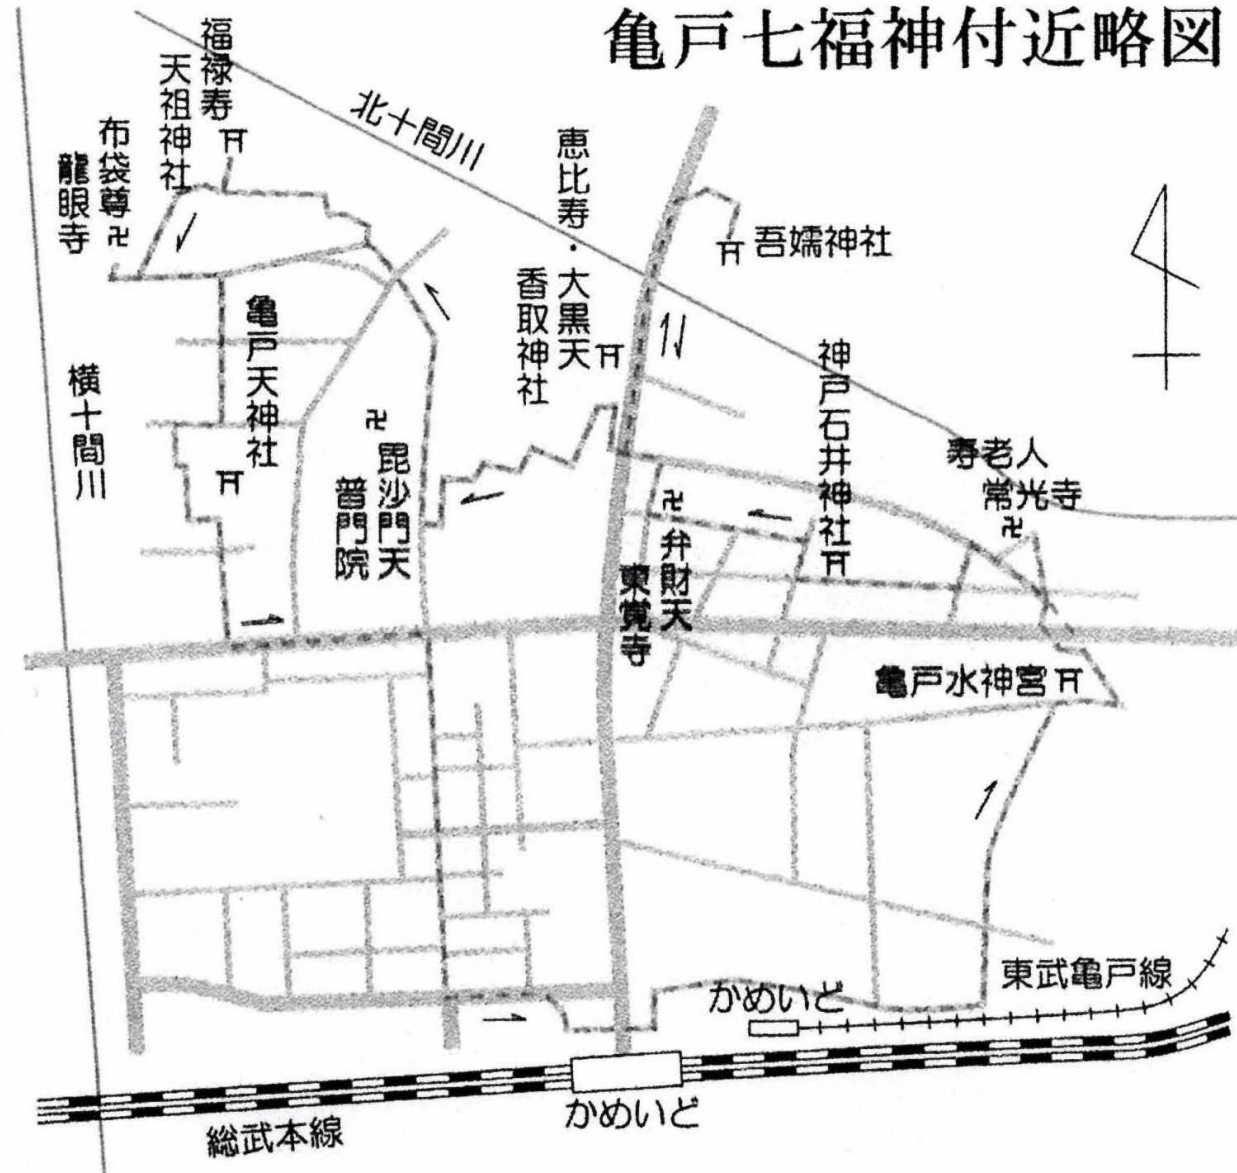 亀戸七福神付近略図
福禄寿
天祖神社
布袋尊
龍眼寺
北十間川
恵比寿・大黒天
香取神社
吾嬬神社
亀戸天神社
横十間川
毘沙門天
普門院
神戸石井神社
寿老人
常光寺
弁財天
東覚寺
亀戸水神宮
東武亀戸線
かめいど
かめいど
総武本線